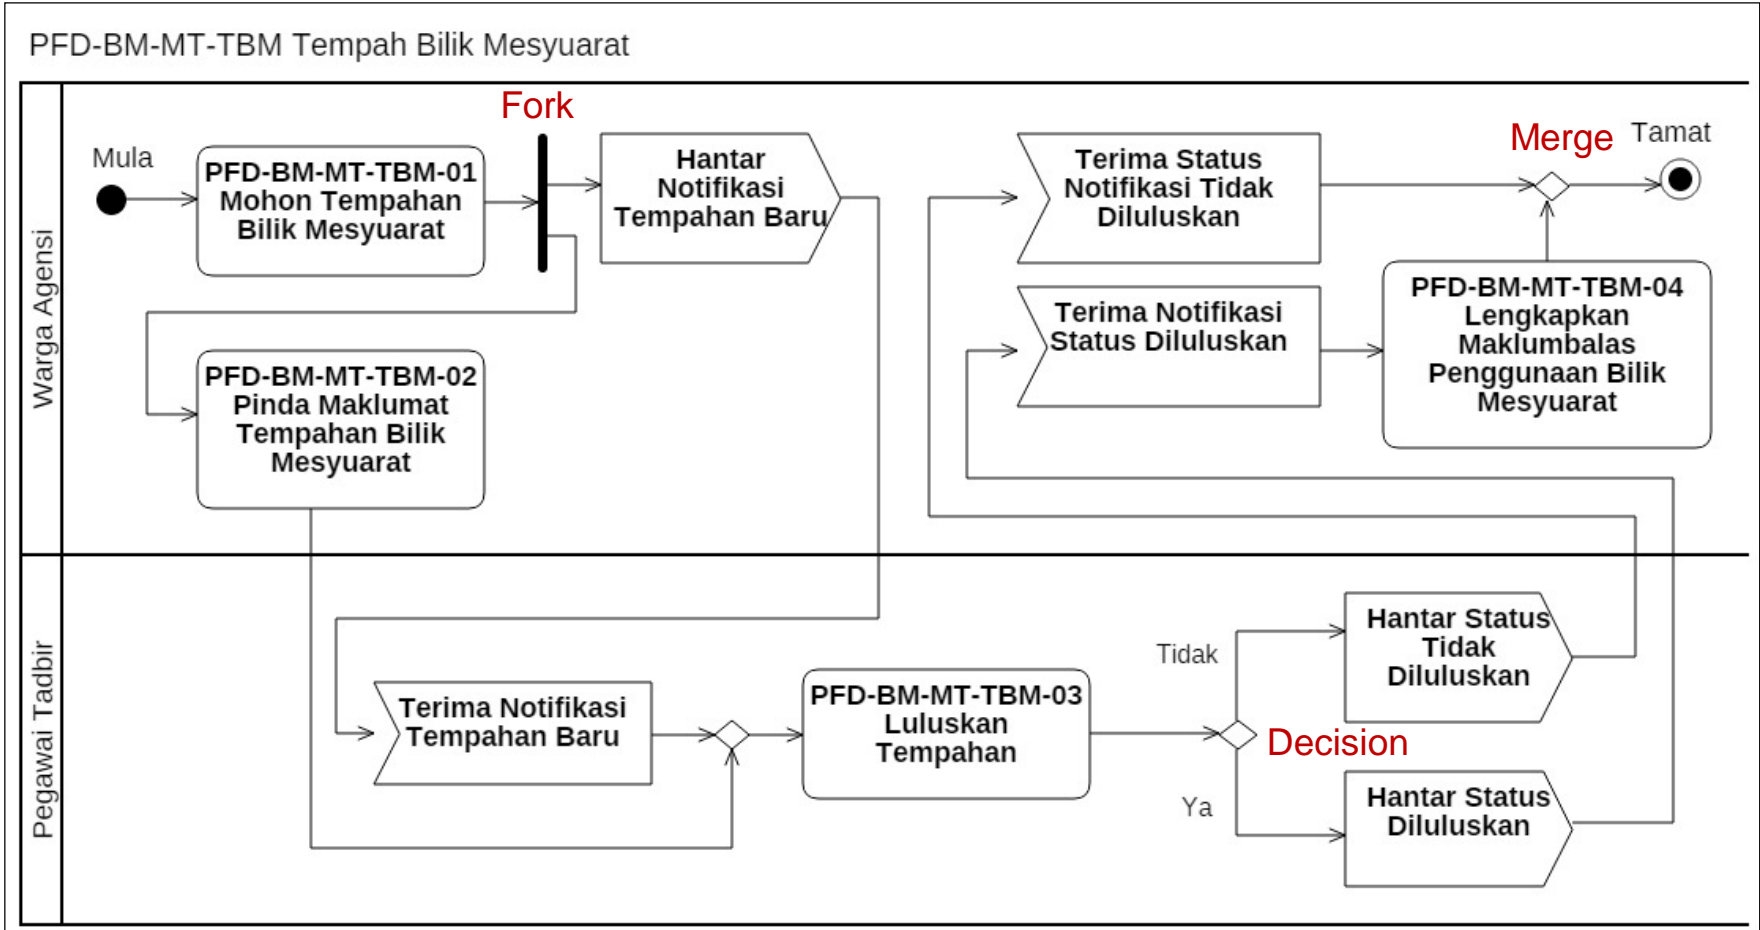 PFD-BM-MT-TBM Tempah Bilik Mesyuarat
Warga Agensi
Mula
PFD-BM-MT-TBM-01
Mohon Tempahan
Bilik Mesyuarat
Fork
Hantar
Notifikasi
Tempahan Baru
PFD-BM-MT-TBM-02
Pinda Maklumat
Tempahan Bilik
Mesyuarat
Terima Status
Notifikasi Tidak
Diluluskan
Merge
Tamat
Terima Notifikasi
Status Diluluskan
PFD-BM-MT-TBM-04
Lengkapkan
Maklumbalas
Penggunaan Bilik
Mesyuarat
Pegawai Tadbir
Terima Notifikasi
Tempahan Baru
PFD-BM-MT-TBM-03
Luluskan
Tempahan
Tidak
Decision
Ya
Hantar Status
Tidak
Diluluskan
Hantar Status
Diluluskan